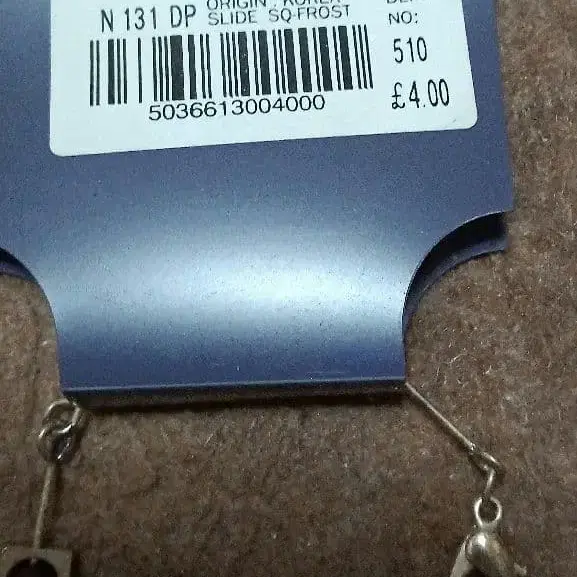 ORIGIN : KOREA
N 131 DP SLIDE SQ-FROST
NO:
510
£4.00
5036613004000